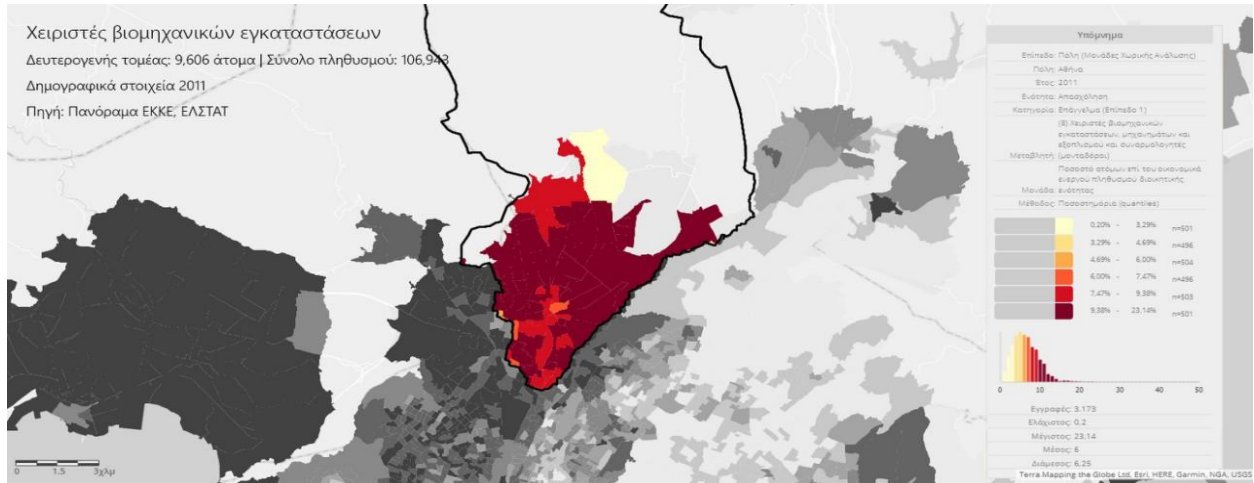 Χειριστές βιομηχανικών εγκαταστάσεων
Δευτερογενής τομέας: 9,606 άτομα | Σύνολο πληθυσμού: 106,943
Δημογραφικά στοιχεία 2011
Πηγή: Πανόραμα ΕΚΚΕ, ΕΛΣΤΑΤ
Υπόμνημα
Επίπεδο: Πόλη (Μονάδες Χωρικής Ανάλυσης)
Πόλη: Αθήνα
Έτος: 2011
Ενότητα: Απασχόληση
Κατηγορία: Επάγγελμα (Επίπεδο 1)
(8) Χειριστές βιομηχανικών
εγκαταστάσεων, μηχανημάτων και
εξοπλισμού και συναρμολογητές
Μεταβλητή: (μονταδόροι)
Ποσοστό ατόμων επί του οικονομικά
ενεργού πληθυσμού διοικητικής
Μονάδα: ενότητας
Μέθοδος: Ποσοστημόρια (quantiles)
0,20% - 3,29% n=501
3,29% - 4,69% n=496
4,69% - 6,00% n=504
6,00% - 7,47% n=496
7,47% - 9,38% n=503
9,38% - 23,14% n=501
0 10 20 30 40 50
Εγγραφές: 3.173
Ελάχιστος: 0,2
Μέγιστος: 23,14
Μέσος: 6
Διάμεσος: 6,25
0 1.5 3χλμ
Terra Mapping the Globe Ltd, Esri, HERE, Garmin, NGA, USGS